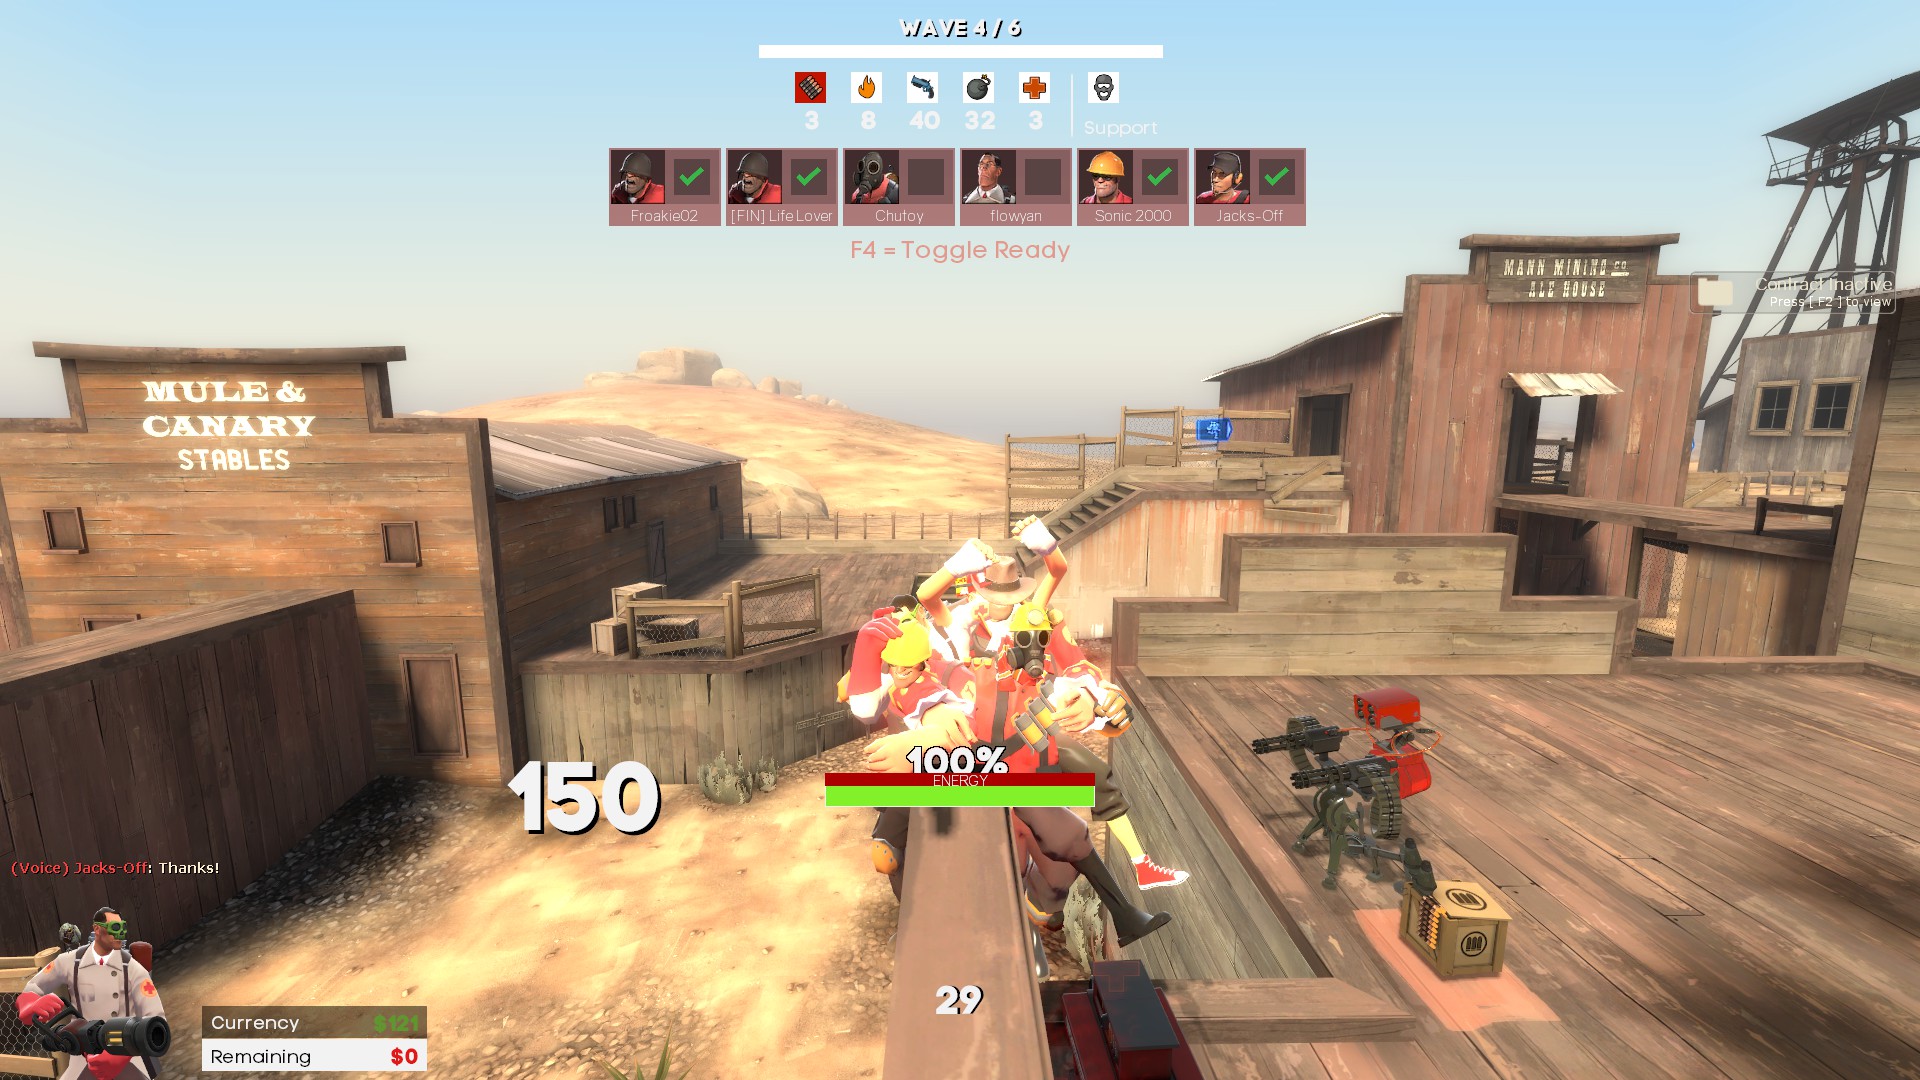 WAVE 4 / 6
3 8 40 32 3 Support
Froakie02 [FIN] Life Lover Chutoy flowyan Sonic 2000 Jacks-Off
F4 = Toggle Ready
MANN MINING CO
ALE HOUSE
Contract Inactive
Press [ F2 ] to view
MULE &
CANARY
STABLES
100%
ENERGY
150
(Voice) Jacks-Off: Thanks!
29
Currency $121
Remaining $0